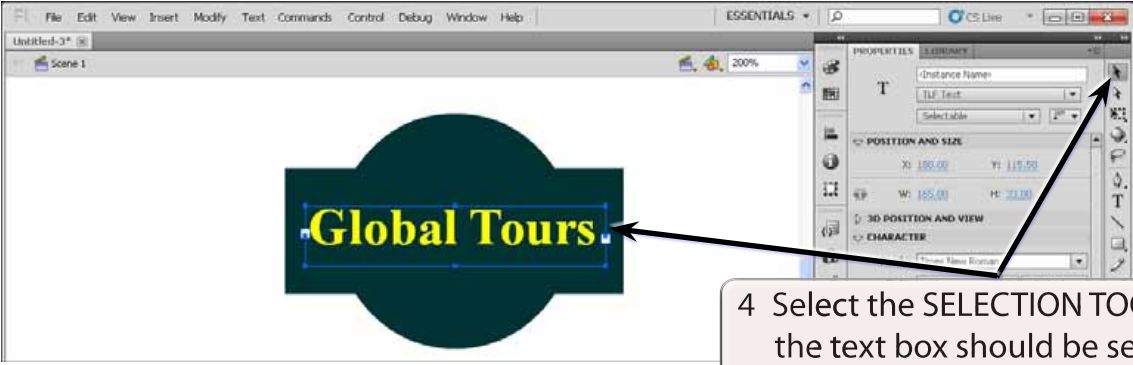 Fl File Edit View Insert Modify Text Commands Control Debug Window Help ESSENTIALS CS Live
Untitled-3*
Scene 1 200%
PROPERTIES LIBRARY
<Instance Name>
T TLF Text
Selectable
POSITION AND SIZE
X: 180.00 Y: 115.50
W: 165.00 H: 33.00
3D POSITION AND VIEW
CHARACTER
Times New Roman
Global Tours
4 Select the SELECTION TOO
the text box should be se